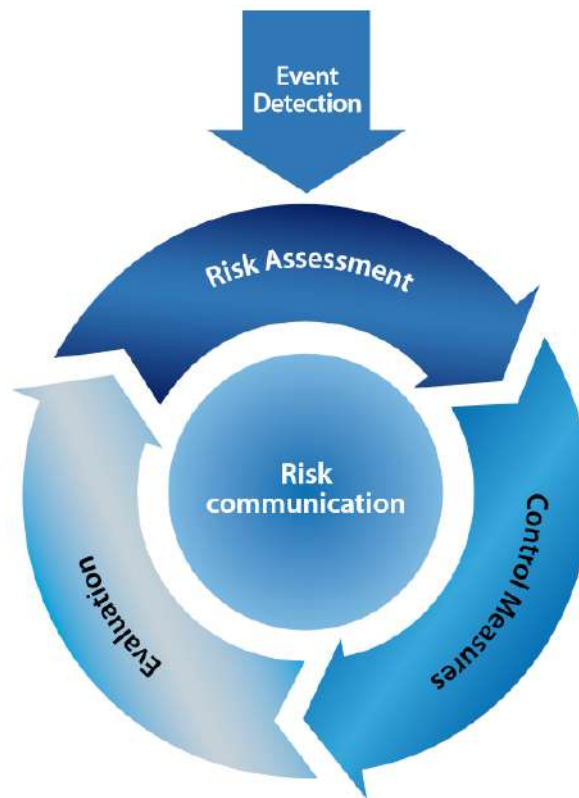 Event
Detection
Risk Assessment
Risk
communication
Control Measures
Evaluation